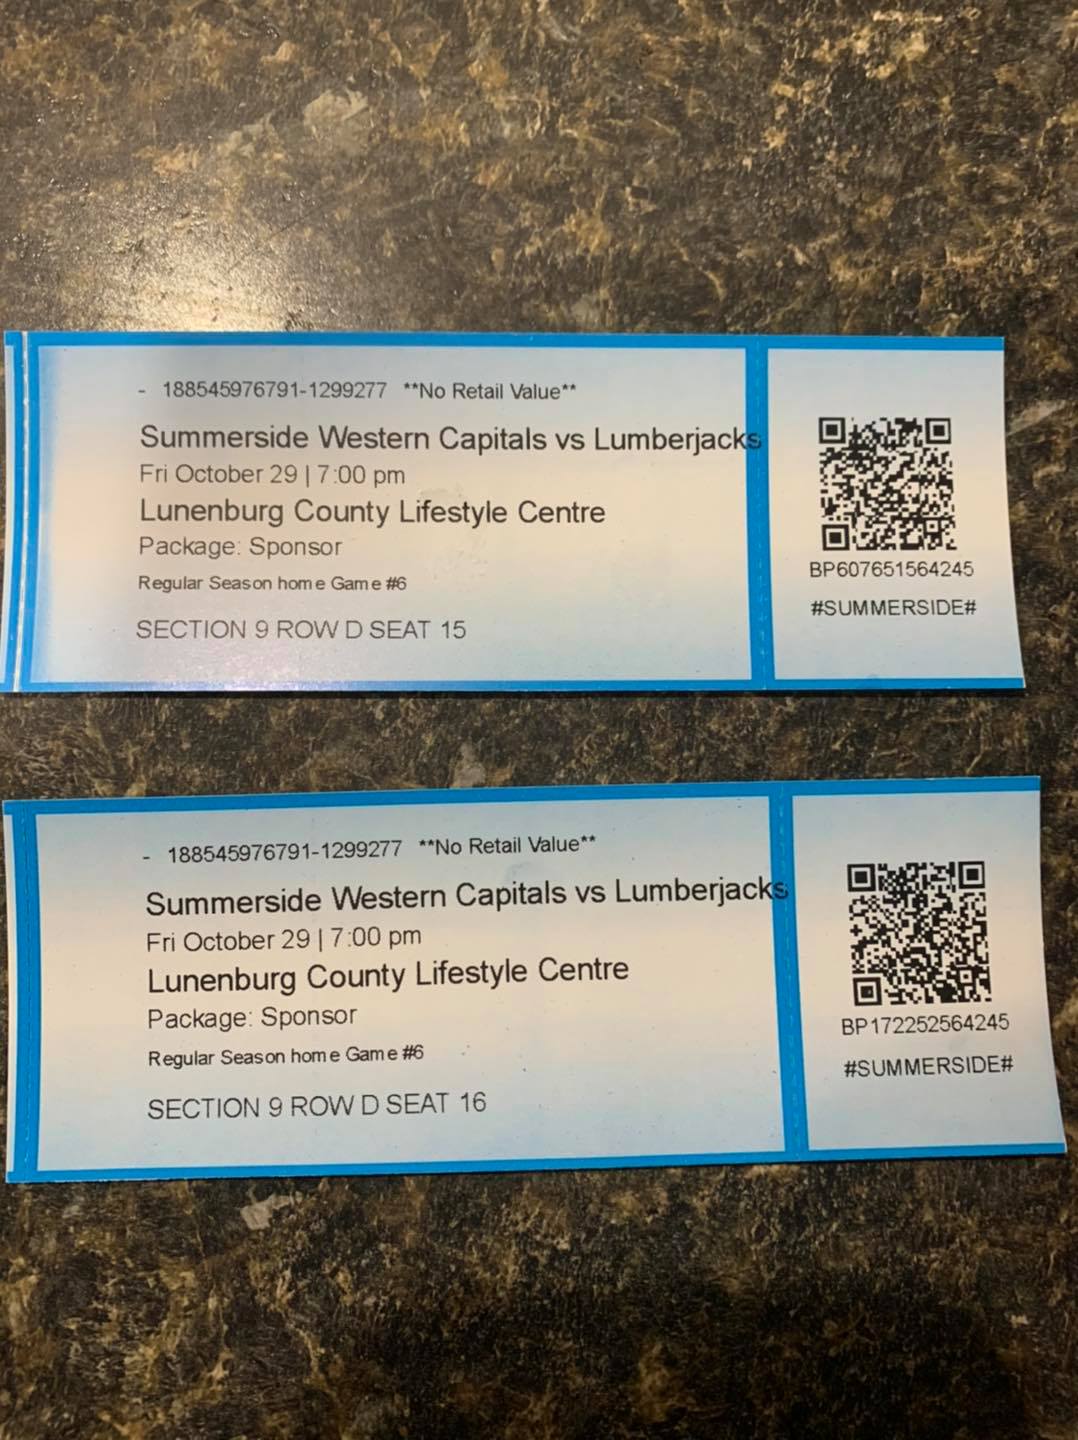 - 188545976791-1299277 **No Retail Value**
Summerside Western Capitals vs Lumberjacks
Fri October 29 | 7:00 pm
Lunenburg County Lifestyle Centre
Package: Sponsor
Regular Season home Game #6
SECTION 9 ROW D SEAT 15
BP607651564245
#SUMMERSIDE#
- 188545976791-1299277 **No Retail Value**
Summerside Western Capitals vs Lumberjacks
Fri October 29 | 7:00 pm
Lunenburg County Lifestyle Centre
Package: Sponsor
Regular Season home Game #6
SECTION 9 ROW D SEAT 16
BP172252564245
#SUMMERSIDE#